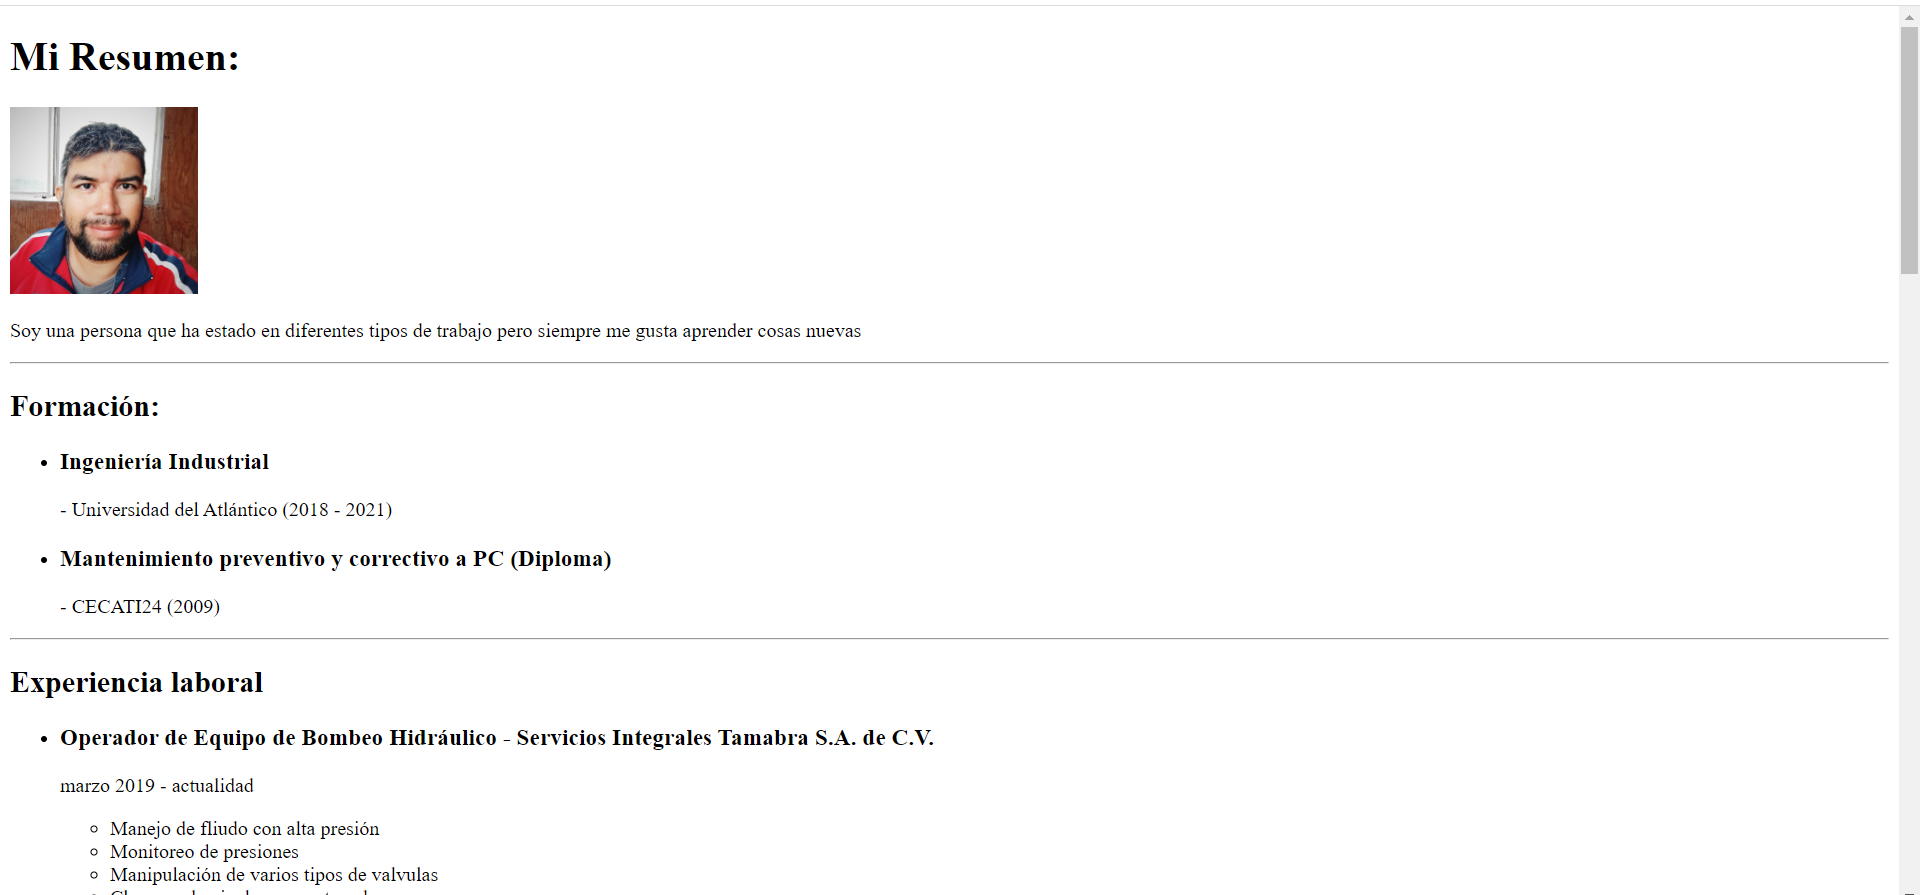 Mi Resumen:
Soy una persona que ha estado en diferentes tipos de trabajo pero siempre me gusta aprender cosas nuevas
Formación:
Ingeniería Industrial
- Universidad del Atlántico (2018 - 2021)
Mantenimiento preventivo y correctivo a PC (Diploma)
- CECATI24 (2009)
Experiencia laboral
Operador de Equipo de Bombeo Hidráulico - Servicios Integrales Tamabra S.A. de C.V.
marzo 2019 - actualidad
Manejo de fliudo con alta presión
Monitoreo de presiones
Manipulación de varios tipos de valvulas